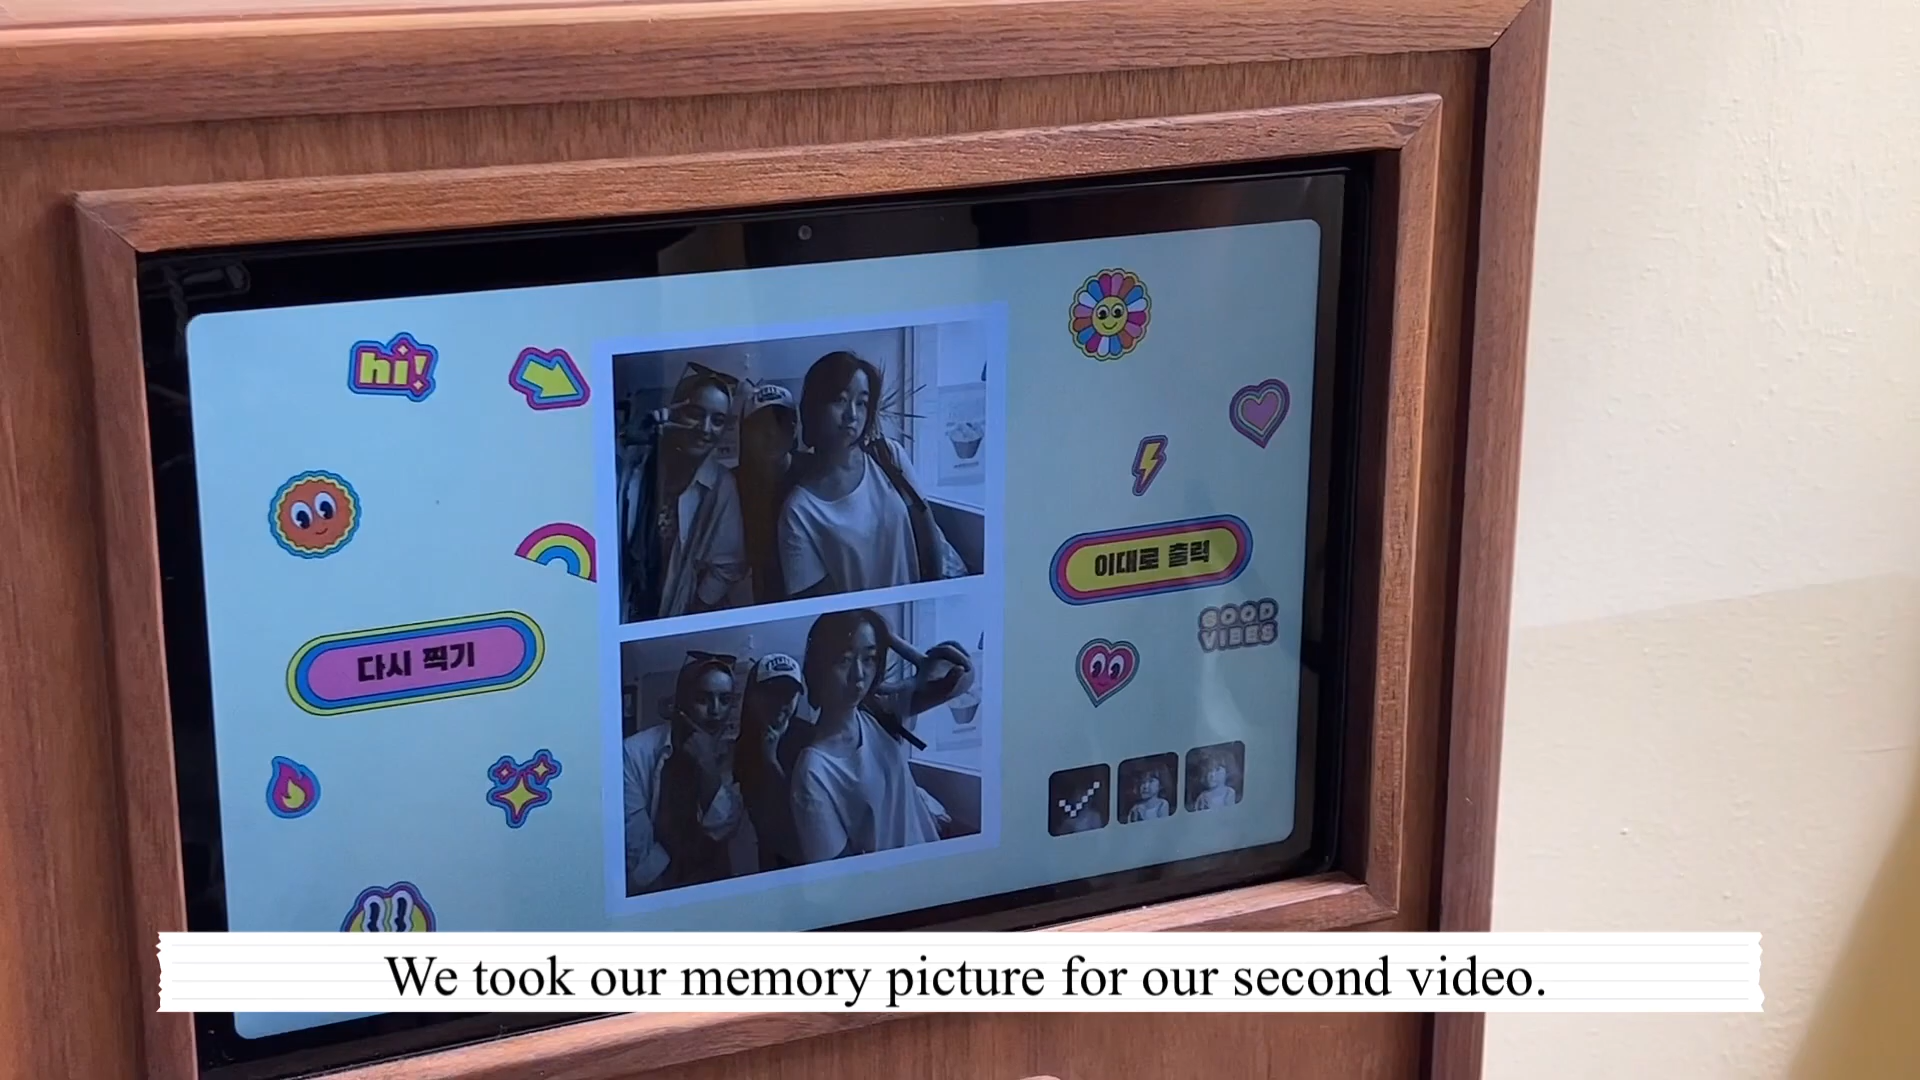 hi!
다시 찍기
이대로 출력
GOOD
VIBES
We took our memory picture for our second video.